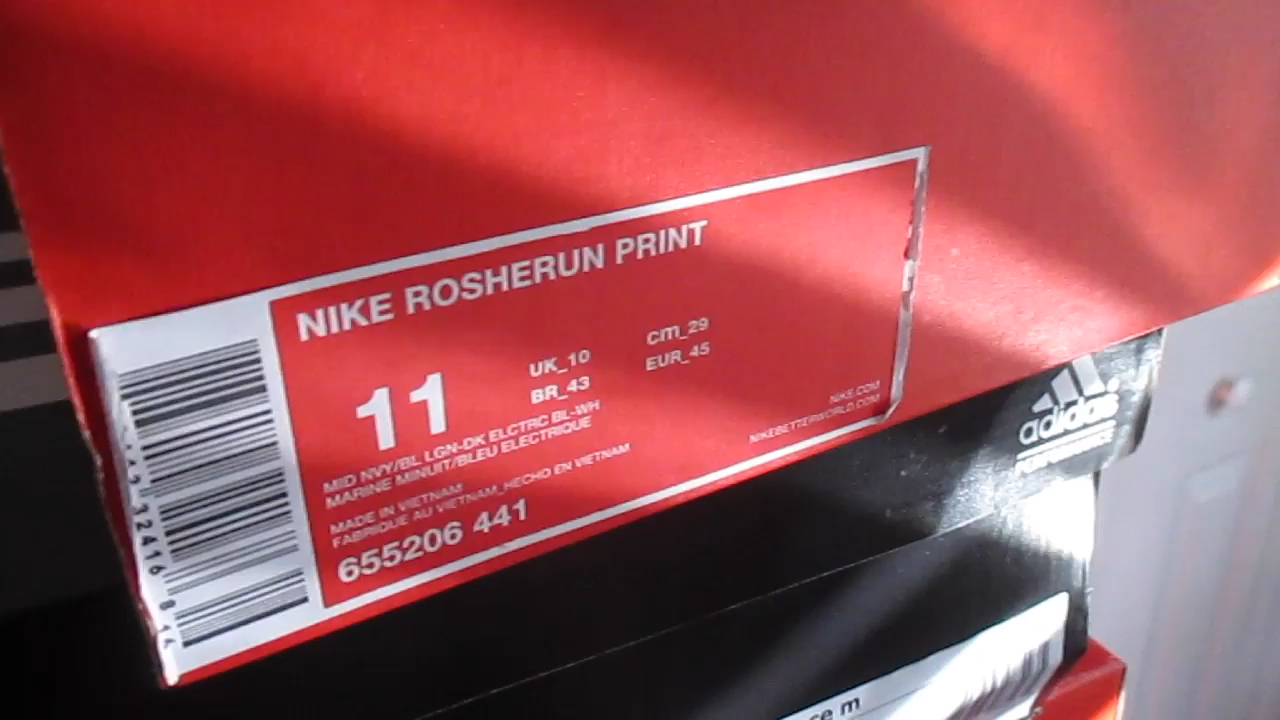 NIKE ROSHERUN PRINT
11
UK_10
cm_29
BR_43
EUR_45
MID NVY/BL LGN-DK ELCTRC BL-WH
MARINE MINUIT/BLEU ELECTRIQUE
MADE IN VIETNAM
FABRIQUE AU VIETNAM_HECHO EN VIETNAM
655206 441
NIKE.COM
NIKEBETTERWORLD.COM
adidas
PERFORMANCE